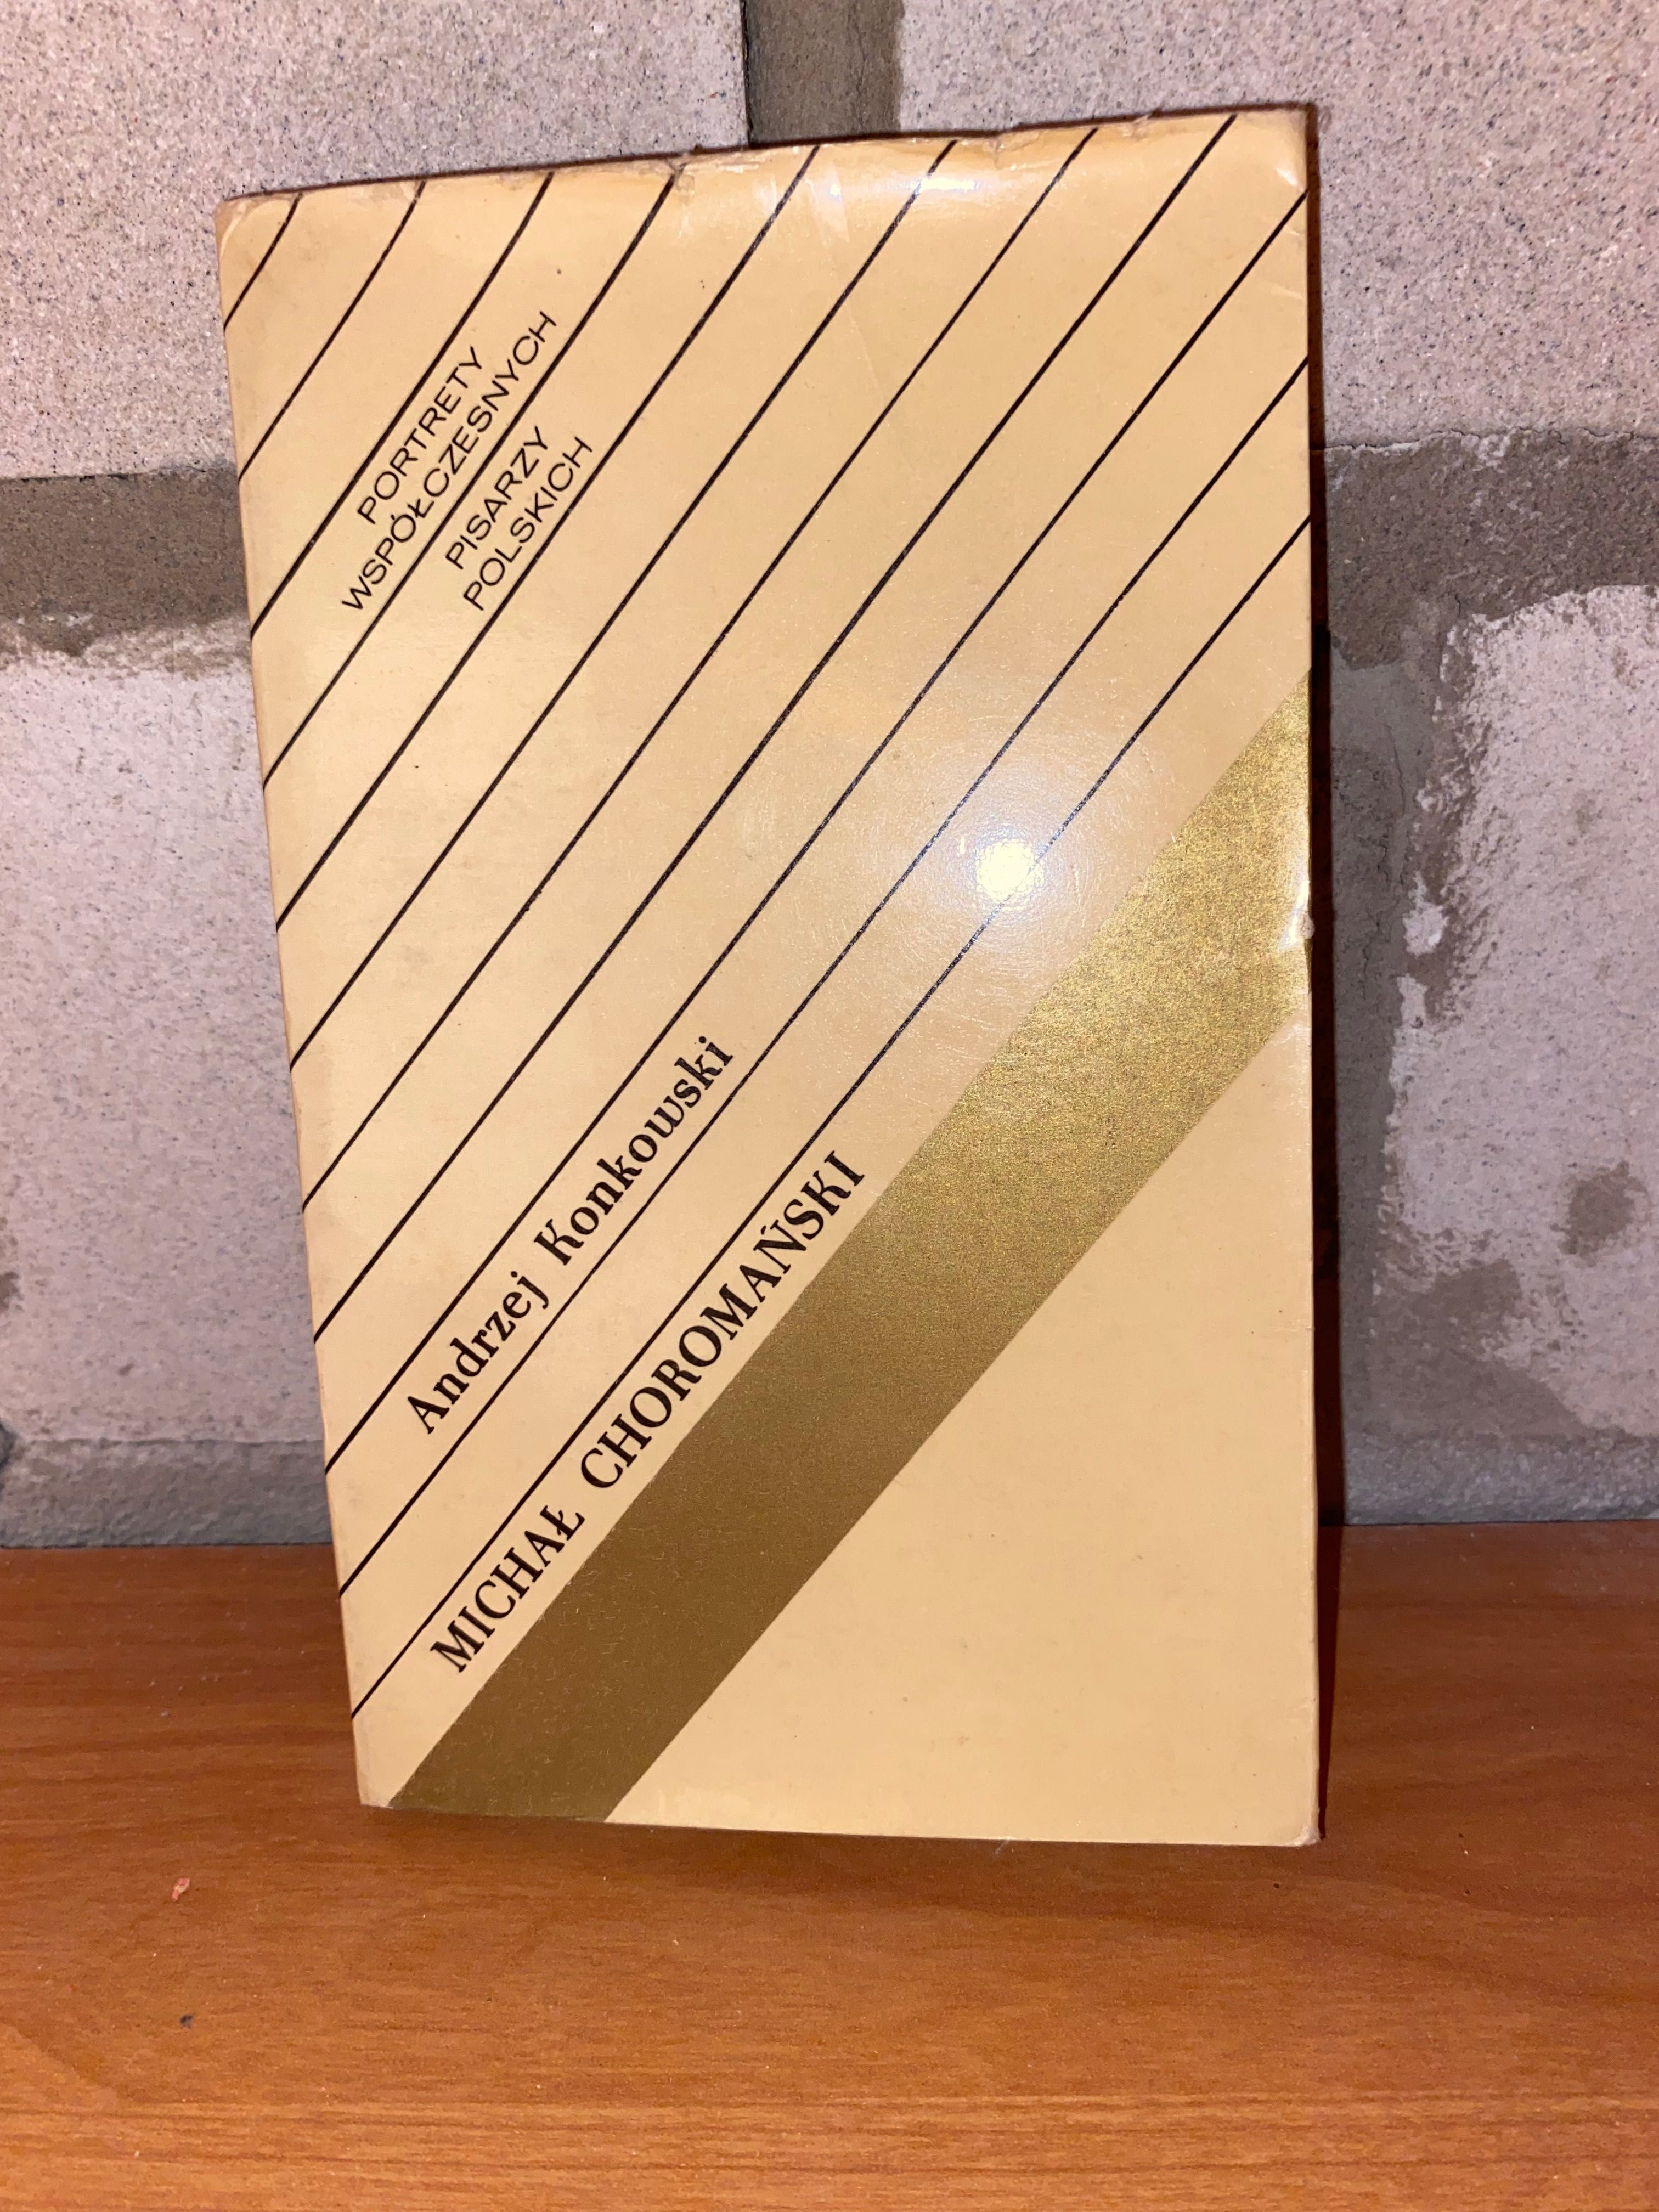 PORTRETY
WSPÓŁCZESNYCH
PISARZY
POLSKICH
Andrzej Konkowski
MICHAŁ CHOROMAŃSKI